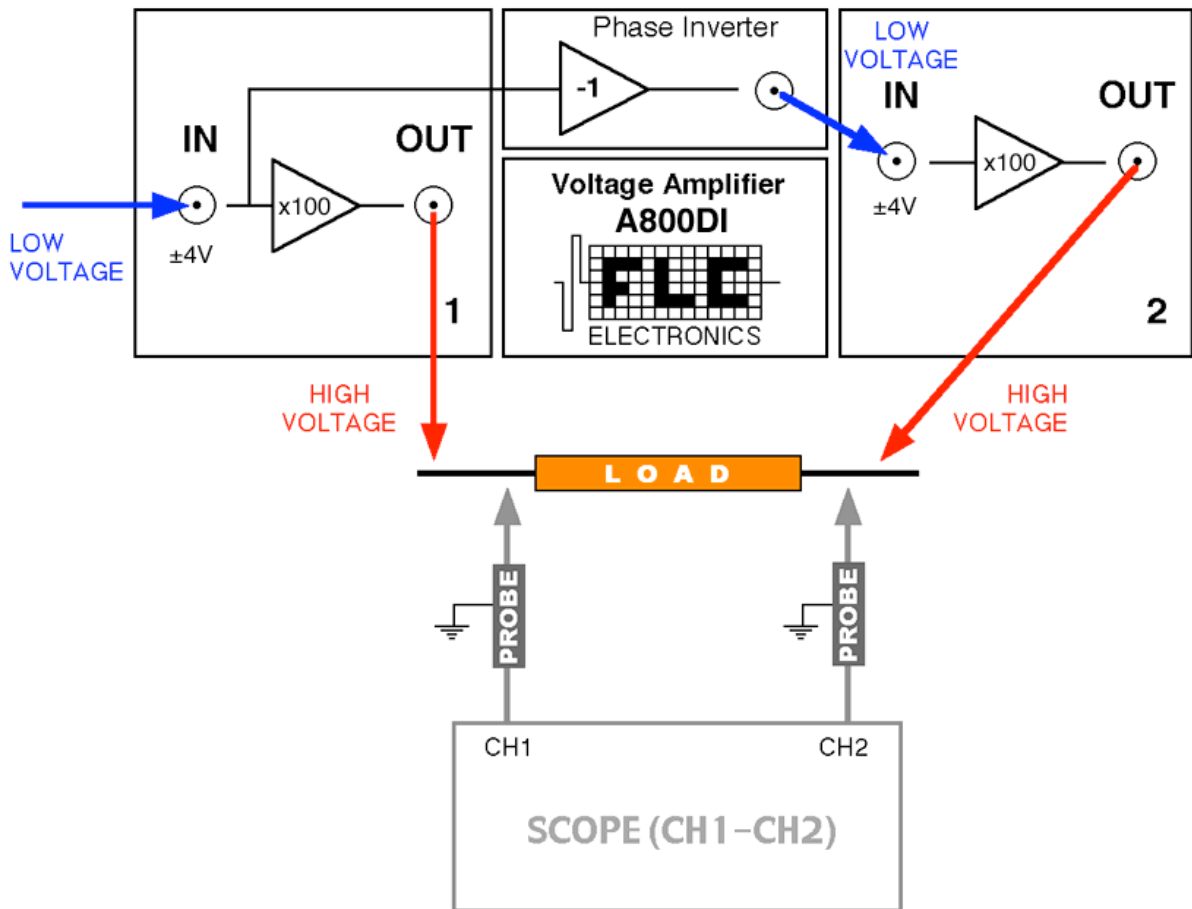 IN
OUT
x100
±4V
LOW
VOLTAGE
1
Phase Inverter
-1
Voltage Amplifier
A800DI
FLC
ELECTRONICS
LOW
VOLTAGE
IN
OUT
x100
±4V
2
HIGH
VOLTAGE
HIGH
VOLTAGE
LOAD
PROBE
PROBE
CH1
CH2
SCOPE (CH1-CH2)